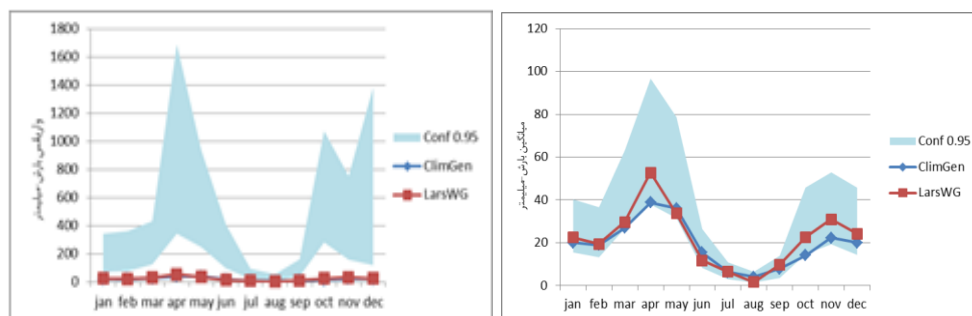 1800
1600
1400
1200
1000
800
600
400
200
0
واریانس بارش-میلیمتر
jan feb mar apr may jun jul aug sep oct nov dec
Conf 0.95
ClimGen
LarsWG
120
100
80
60
40
20
0
میانگین بارش-میلیمتر
jan feb mar apr may jun jul aug sep oct nov dec
Conf 0.95
ClimGen
LarsWG